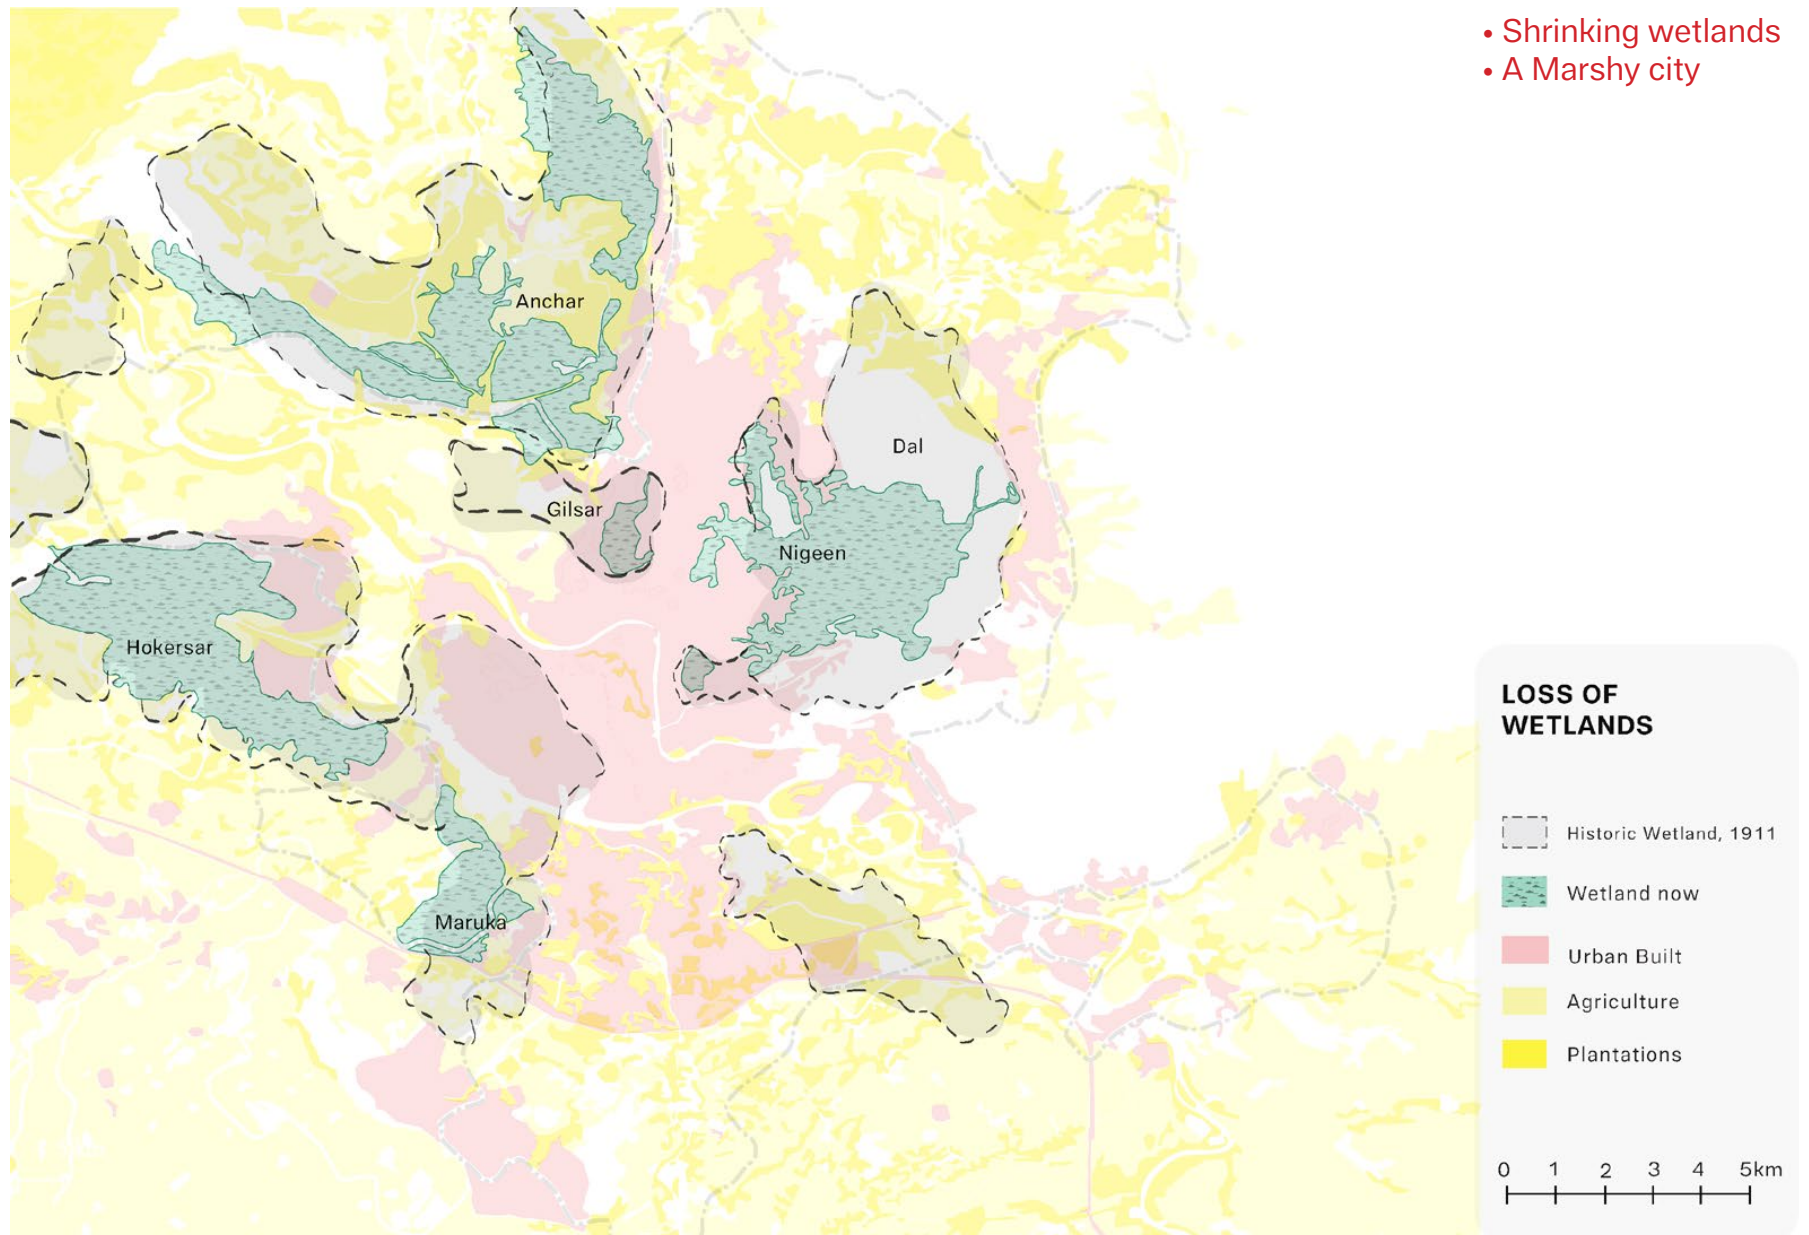 • Shrinking wetlands
• A Marshy city
Anchar
Dal
Gilsar
Nigeen
Hokersar
Maruka
LOSS OF
WETLANDS
Historic Wetland, 1911
Wetland now
Urban Built
Agriculture
Plantations
0 1 2 3 4 5km